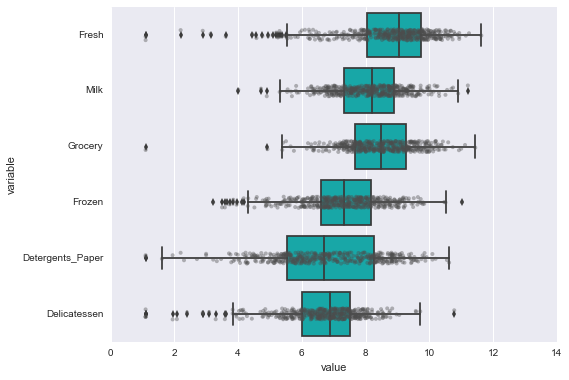 Fresh
Milk
Grocery
Frozen
Detergents_Paper
Delicatessen
variable
0 2 4 6 8 10 12 14
value